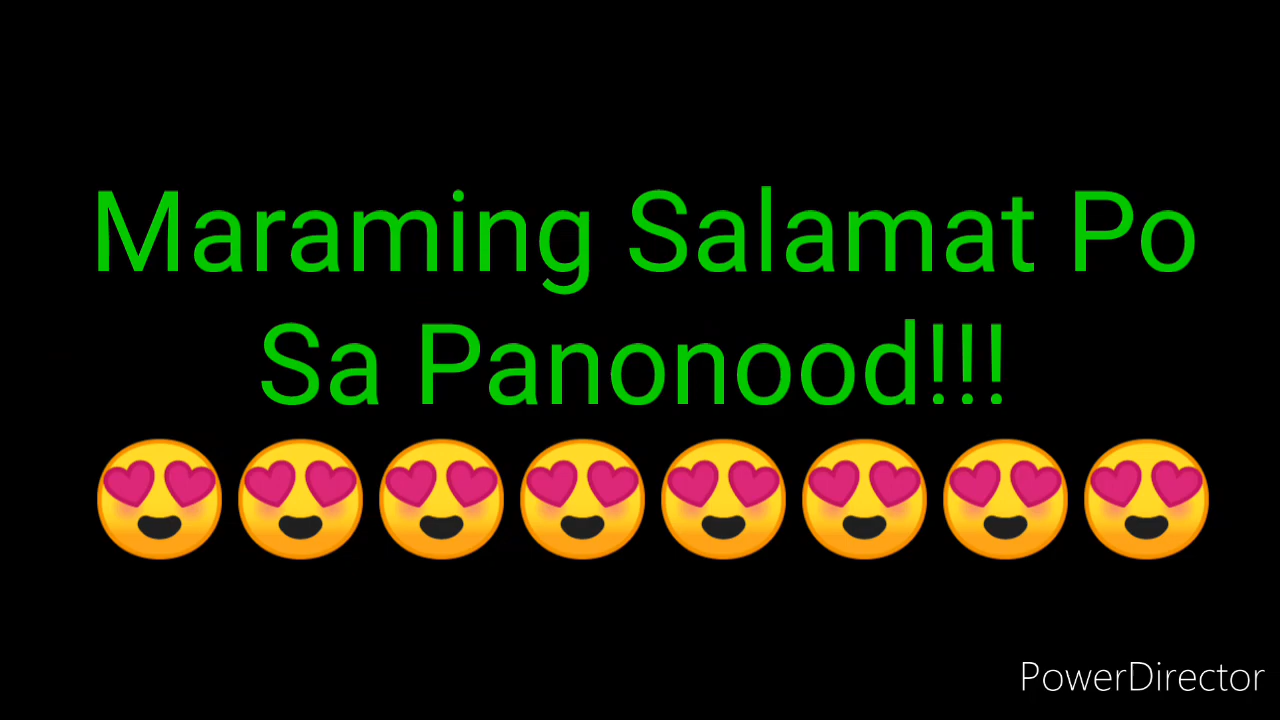 Maraming Salamat Po
Sa Panonood!!!
😍😍😍😍😍😍😍😍
PowerDirector